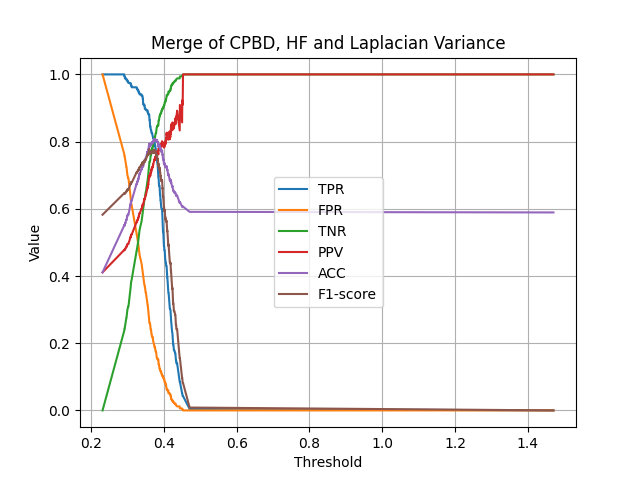 Merge of CPBD, HF and Laplacian Variance
1.0
0.8
0.6
0.4
0.2
0.0
Value
TPR
FPR
TNR
PPV
ACC
F1-score
0.2 0.4 0.6 0.8 1.0 1.2 1.4
Threshold